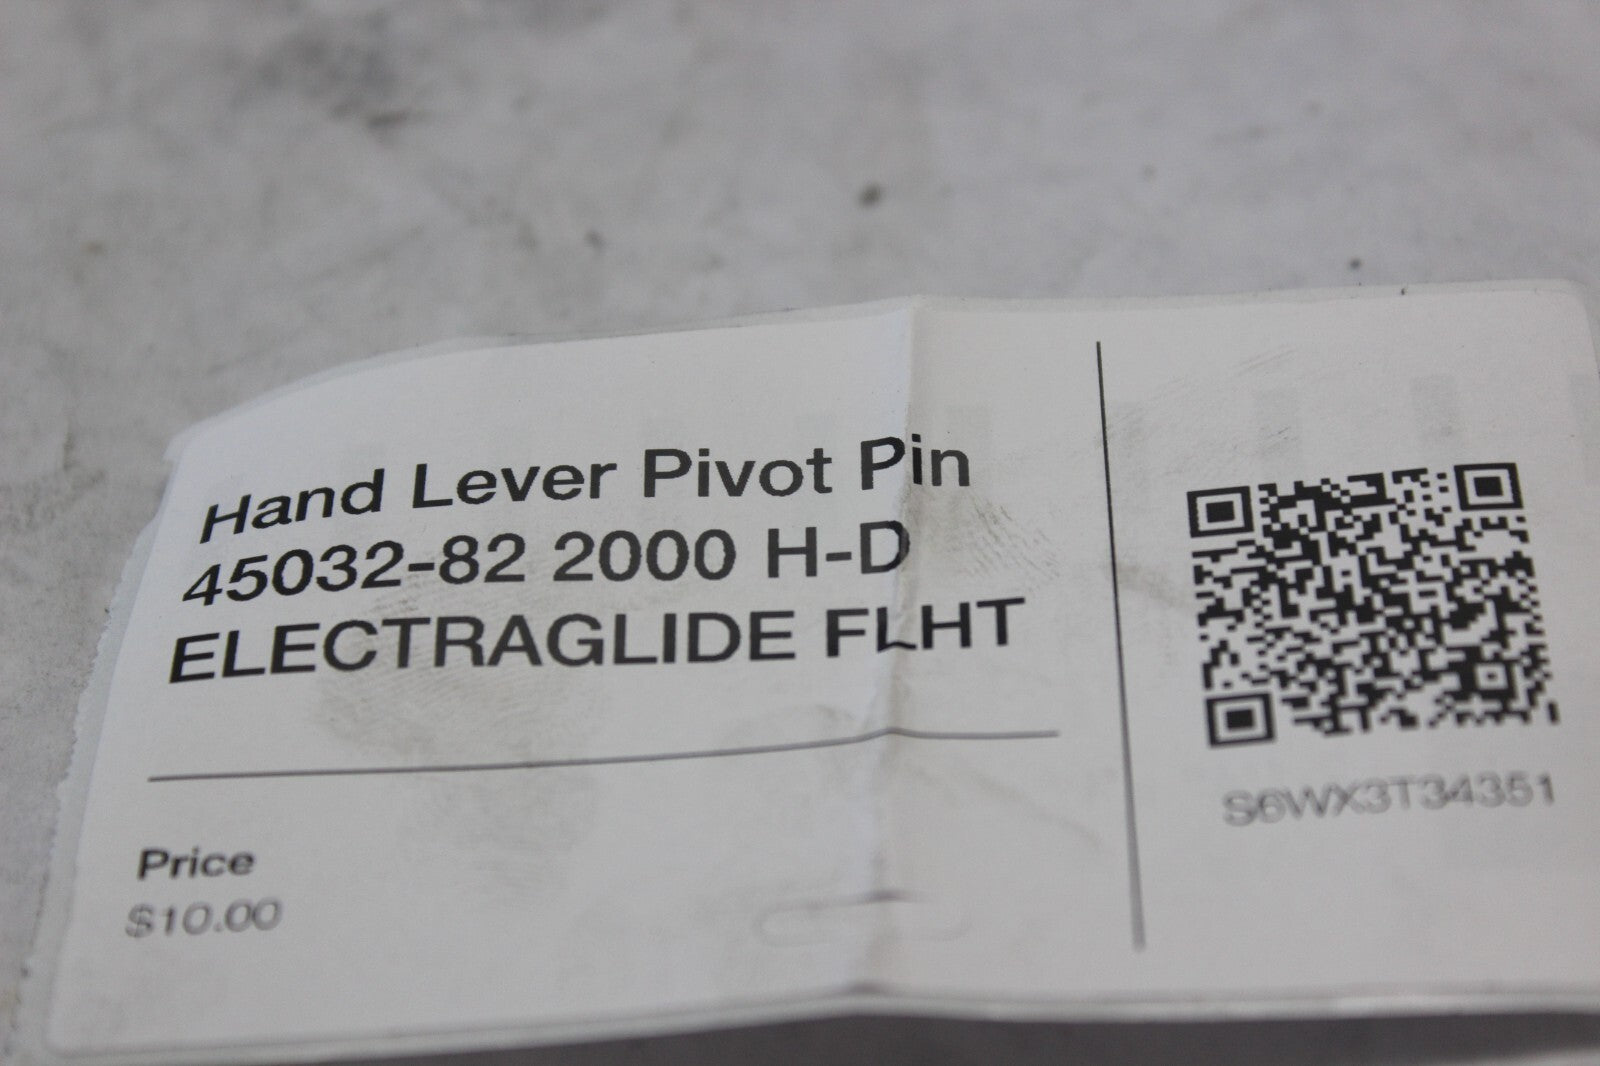 Hand Lever Pivot Pin
45032-82 2000 H-D
ELECTRAGLIDE FLHT
Price
$10.00
S6WX3T34351